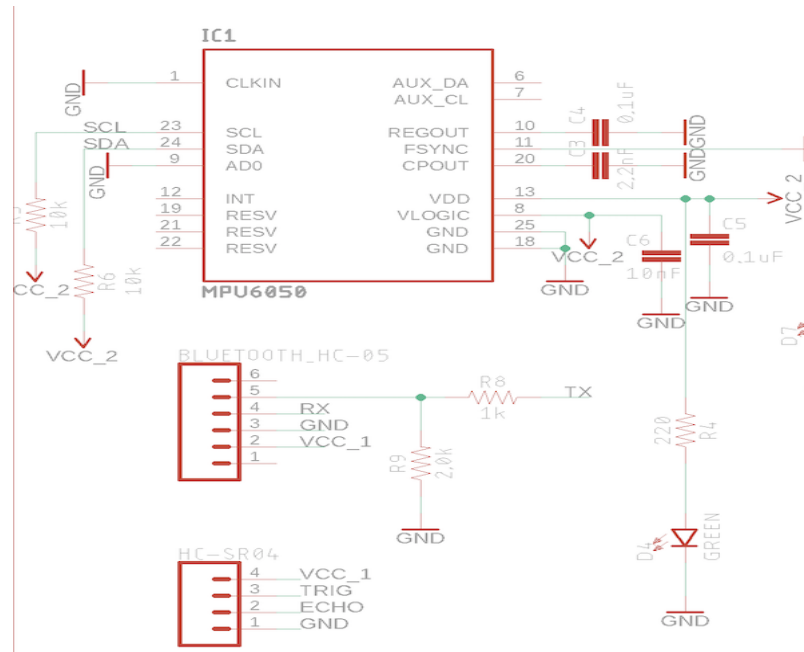 IC1
1 CLKIN AUX_DA 6
GND AUX_CL 7
SCL 23 SCL REGOUT 10 C4 0.1uF GND
SDA 24 SDA FSYNC 11
GND 9 AD0 CPOUT 20 C3 2.2nF GND
12 INT VDD 13 VCC_2
19 RESV VLOGIC 8
21 RESV GND 25
22 RESV GND 18
10k
CC_2
R6 10k
VCC_2
MPU6050
GND
VCC_2
C6 10nF
GND
C5 0.1uF
GND
D7
BLUETOOTH_HC-05
6
5
4 RX
3 GND
2 VCC_1
1
R8
1k
TX
R9 2.0k
GND
220 R4
D4 GREEN
GND
HC-SR04
4 VCC_1
3 TRIG
2 ECHO
1 GND